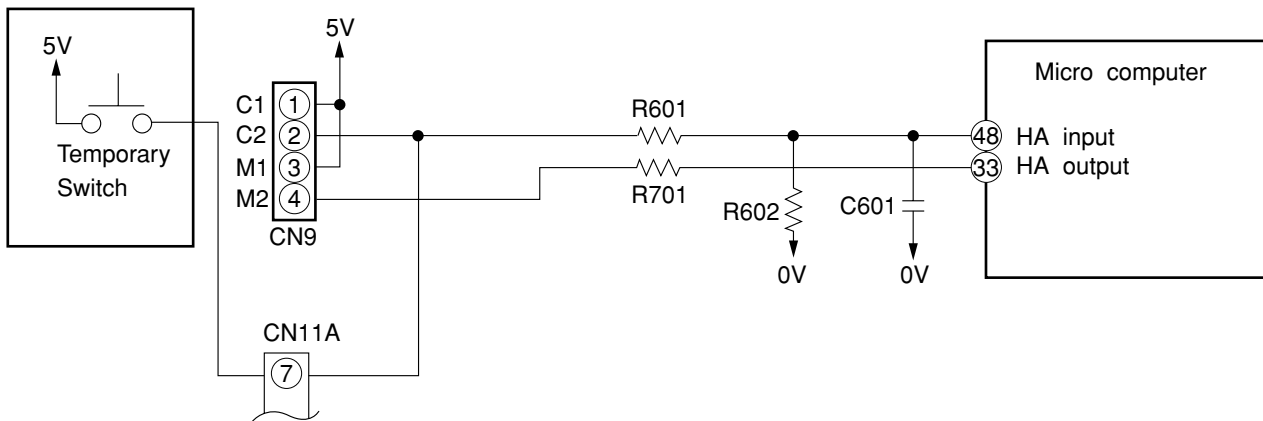 5V
Temporary
Switch
5V
C1 1
C2 2
M1 3
M2 4
CN9
CN11A
7
R601
R701
R602
0V
C601
0V
Micro computer
48 HA input
33 HA output